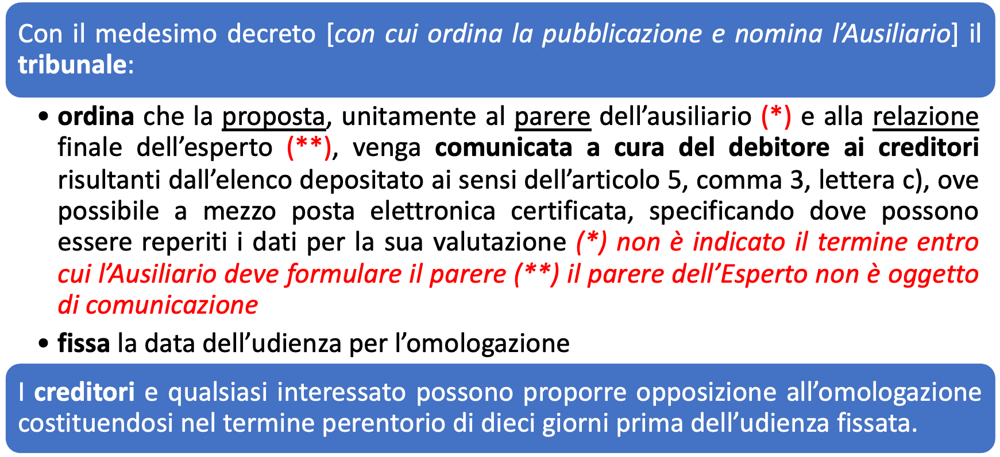 Con il medesimo decreto [con cui ordina la pubblicazione e nomina l’Ausiliario] il
tribunale:
• ordina che la proposta, unitamente al parere dell’ausiliario (*) e alla relazione
finale dell’esperto (**), venga comunicata a cura del debitore ai creditori
risultanti dall’elenco depositato ai sensi dell’articolo 5, comma 3, lettera c), ove
possibile a mezzo posta elettronica certificata, specificando dove possono
essere reperiti i dati per la sua valutazione (*) non è indicato il termine entro
cui l’Ausiliario deve formulare il parere (**) il parere dell’Esperto non è oggetto
di comunicazione
• fissa la data dell’udienza per l’omologazione
I creditori e qualsiasi interessato possono proporre opposizione all’omologazione
costituendosi nel termine perentorio di dieci giorni prima dell’udienza fissata.